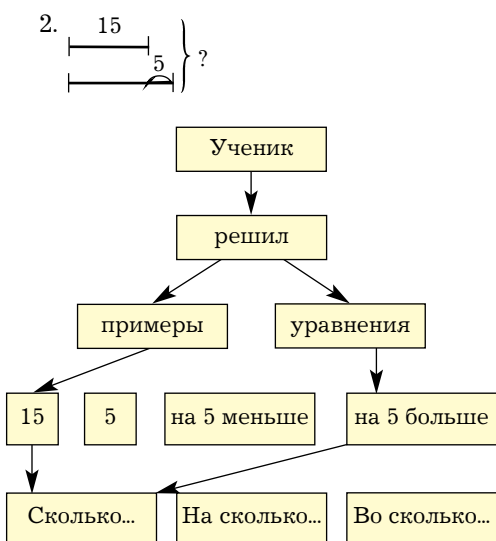 2. 15
5 ?
Ученик
решил
примеры уравнения
15 5 на 5 меньше на 5 больше
Сколько... На сколько... Во сколько...